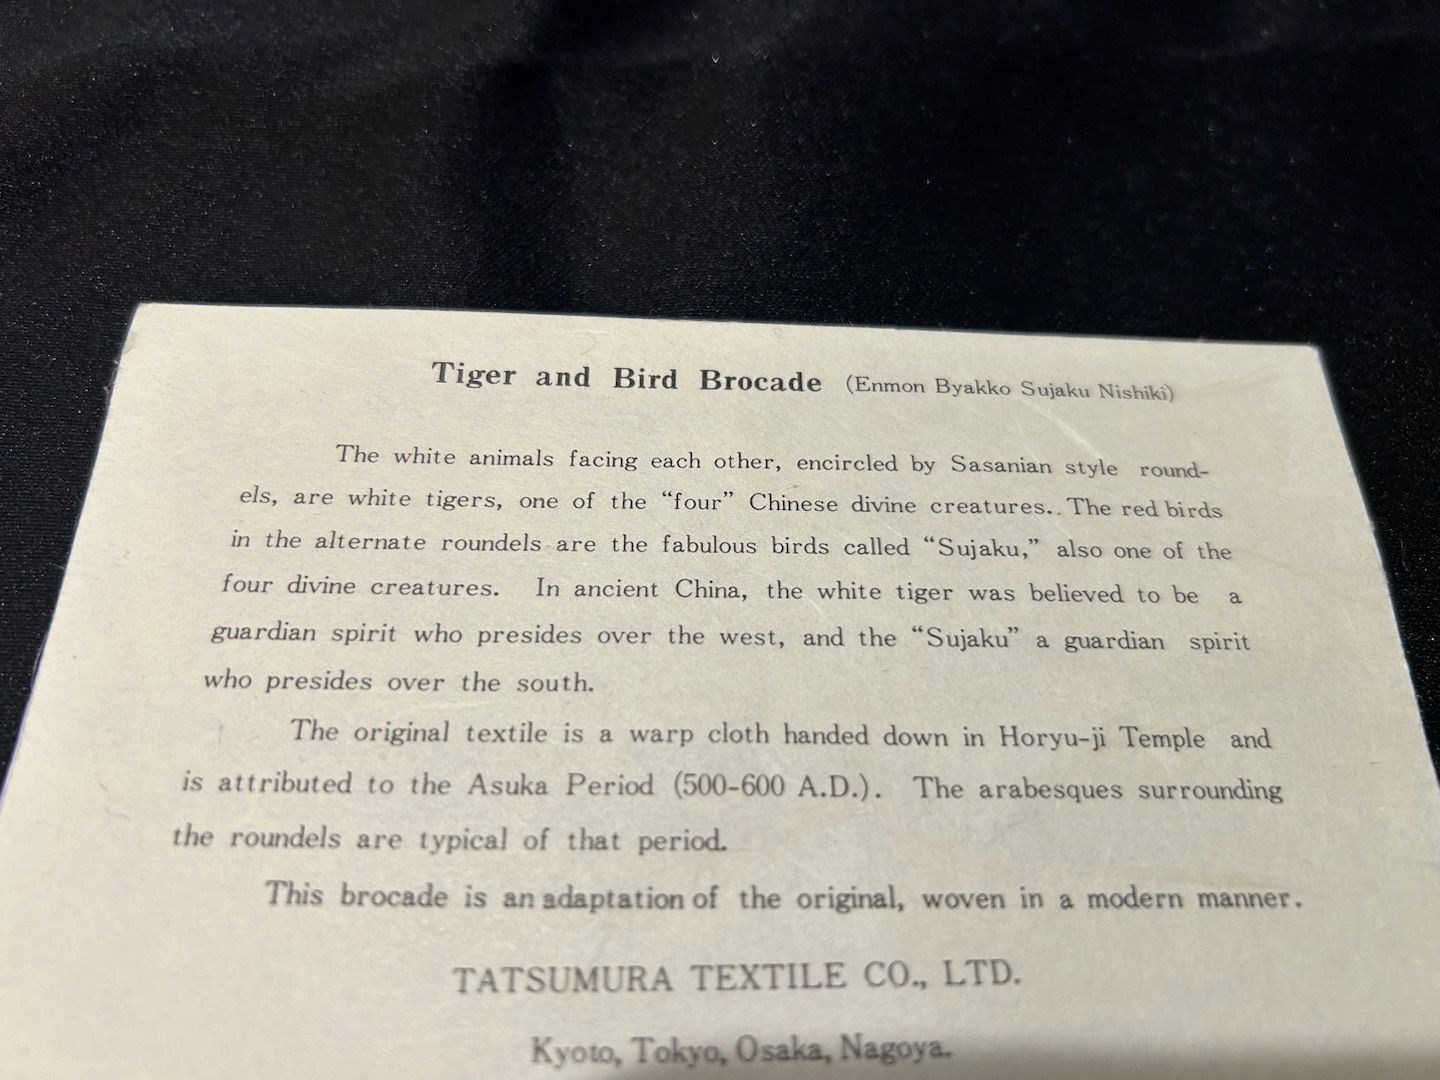 Tiger and Bird Brocade (Enmon Byakko Sujaku Nishiki)
The white animals facing each other, encircled by Sasanian style round-
els, are white tigers, one of the “four” Chinese divine creatures.. The red birds
in the alternate roundels are the fabulous birds called “Sujaku,” also one of the
four divine creatures. In ancient China, the white tiger was believed to be a
guardian spirit who presides over the west, and the “Sujaku” a guardian spirit
who presides over the south.
The original textile is a warp cloth handed down in Horyu-ji Temple and
is attributed to the Asuka Period (500-600 A.D.). The arabesques surrounding
the roundels are typical of that period.
This brocade is an adaptation of the original, woven in a modern manner.
TATSUMURA TEXTILE CO., LTD.
Kyoto, Tokyo, Osaka, Nagoya.